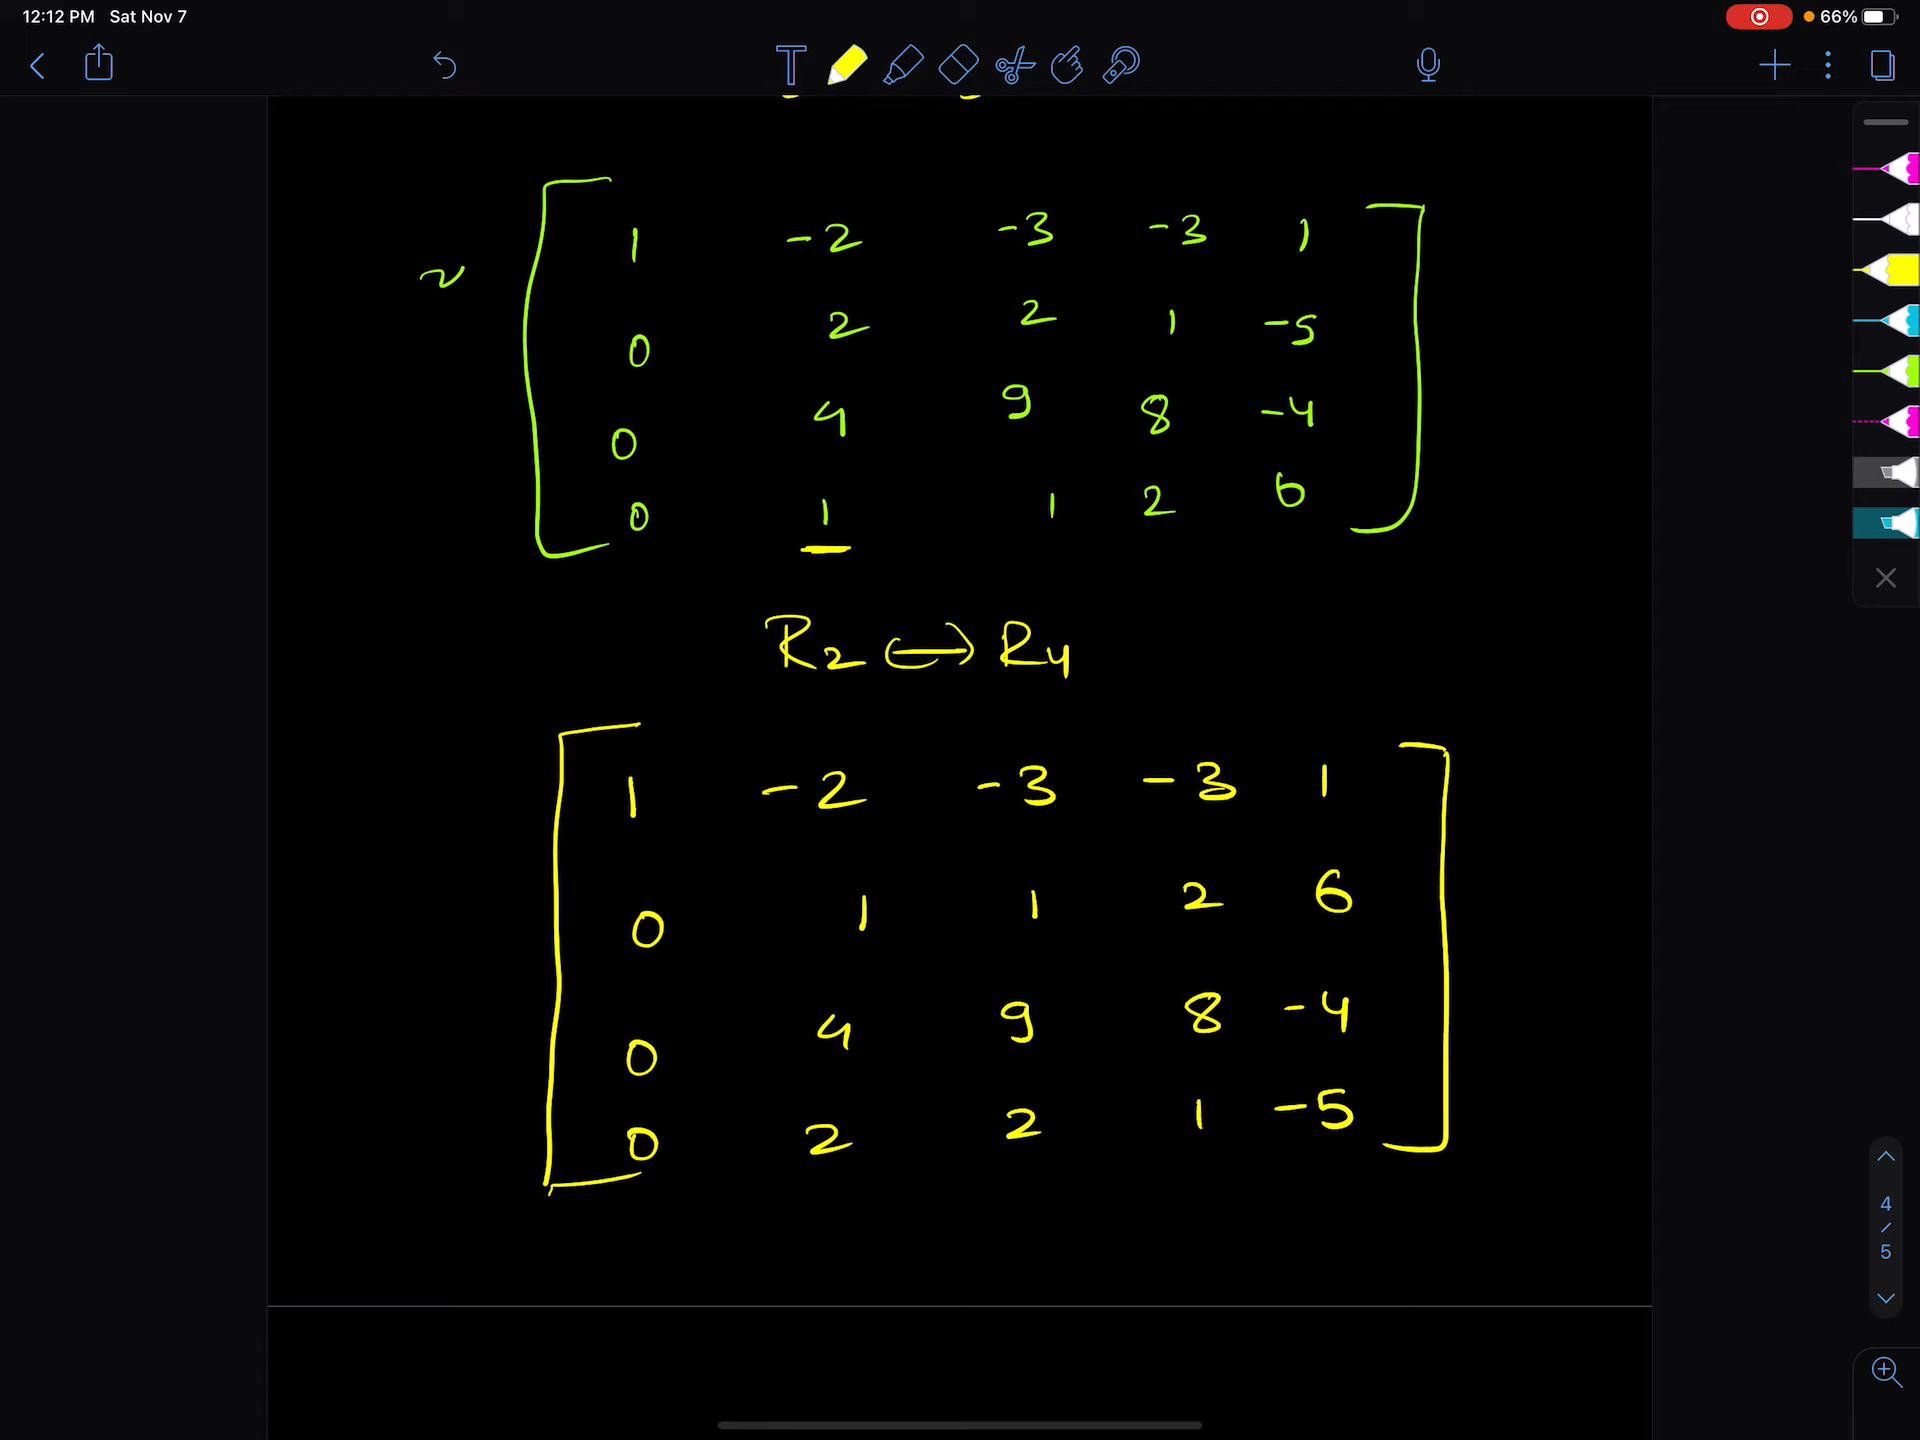 12:12 PM Sat Nov 7
66%
~ 1 -2 -3 -3 1
0 2 2 1 -5
0 4 9 8 -4
0 1 1 2 6
R2 ↔ R4
1 -2 -3 -3 1
0 1 1 2 6
0 4 9 8 -4
0 2 2 1 -5
4
/
5